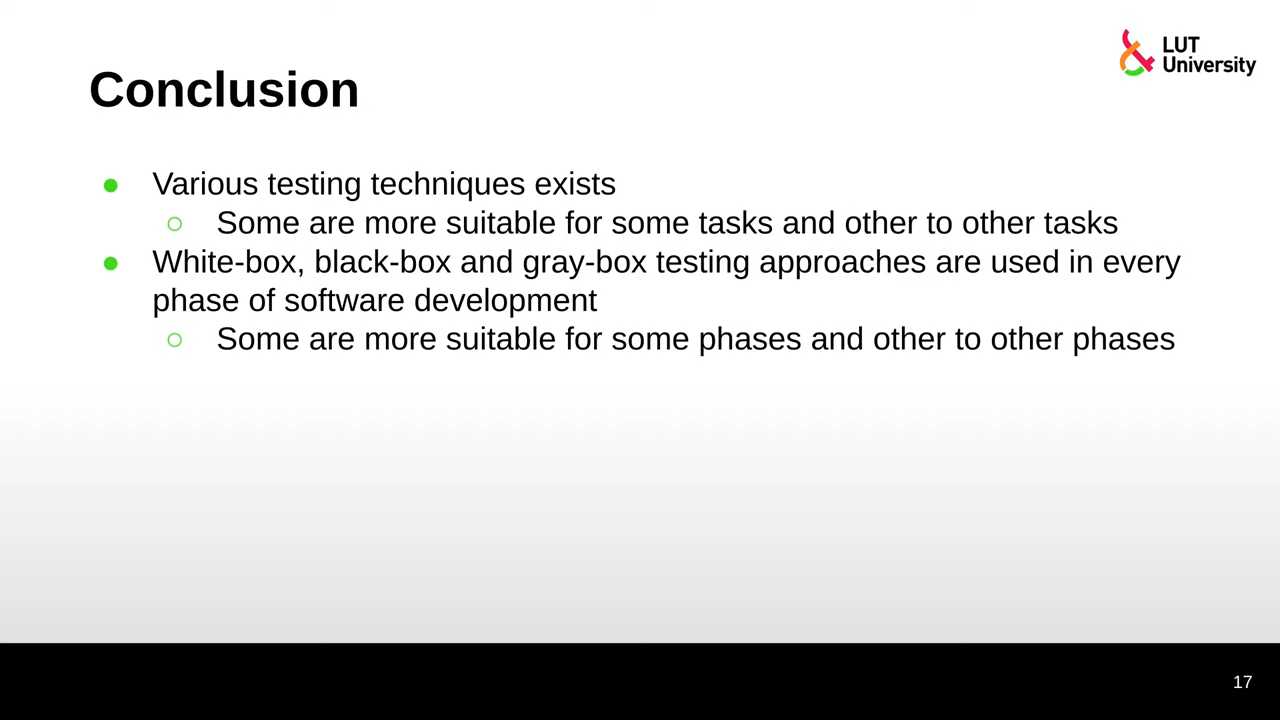 LUT
University
Conclusion
● Various testing techniques exists
○ Some are more suitable for some tasks and other to other tasks
● White-box, black-box and gray-box testing approaches are used in every
phase of software development
○ Some are more suitable for some phases and other to other phases
17